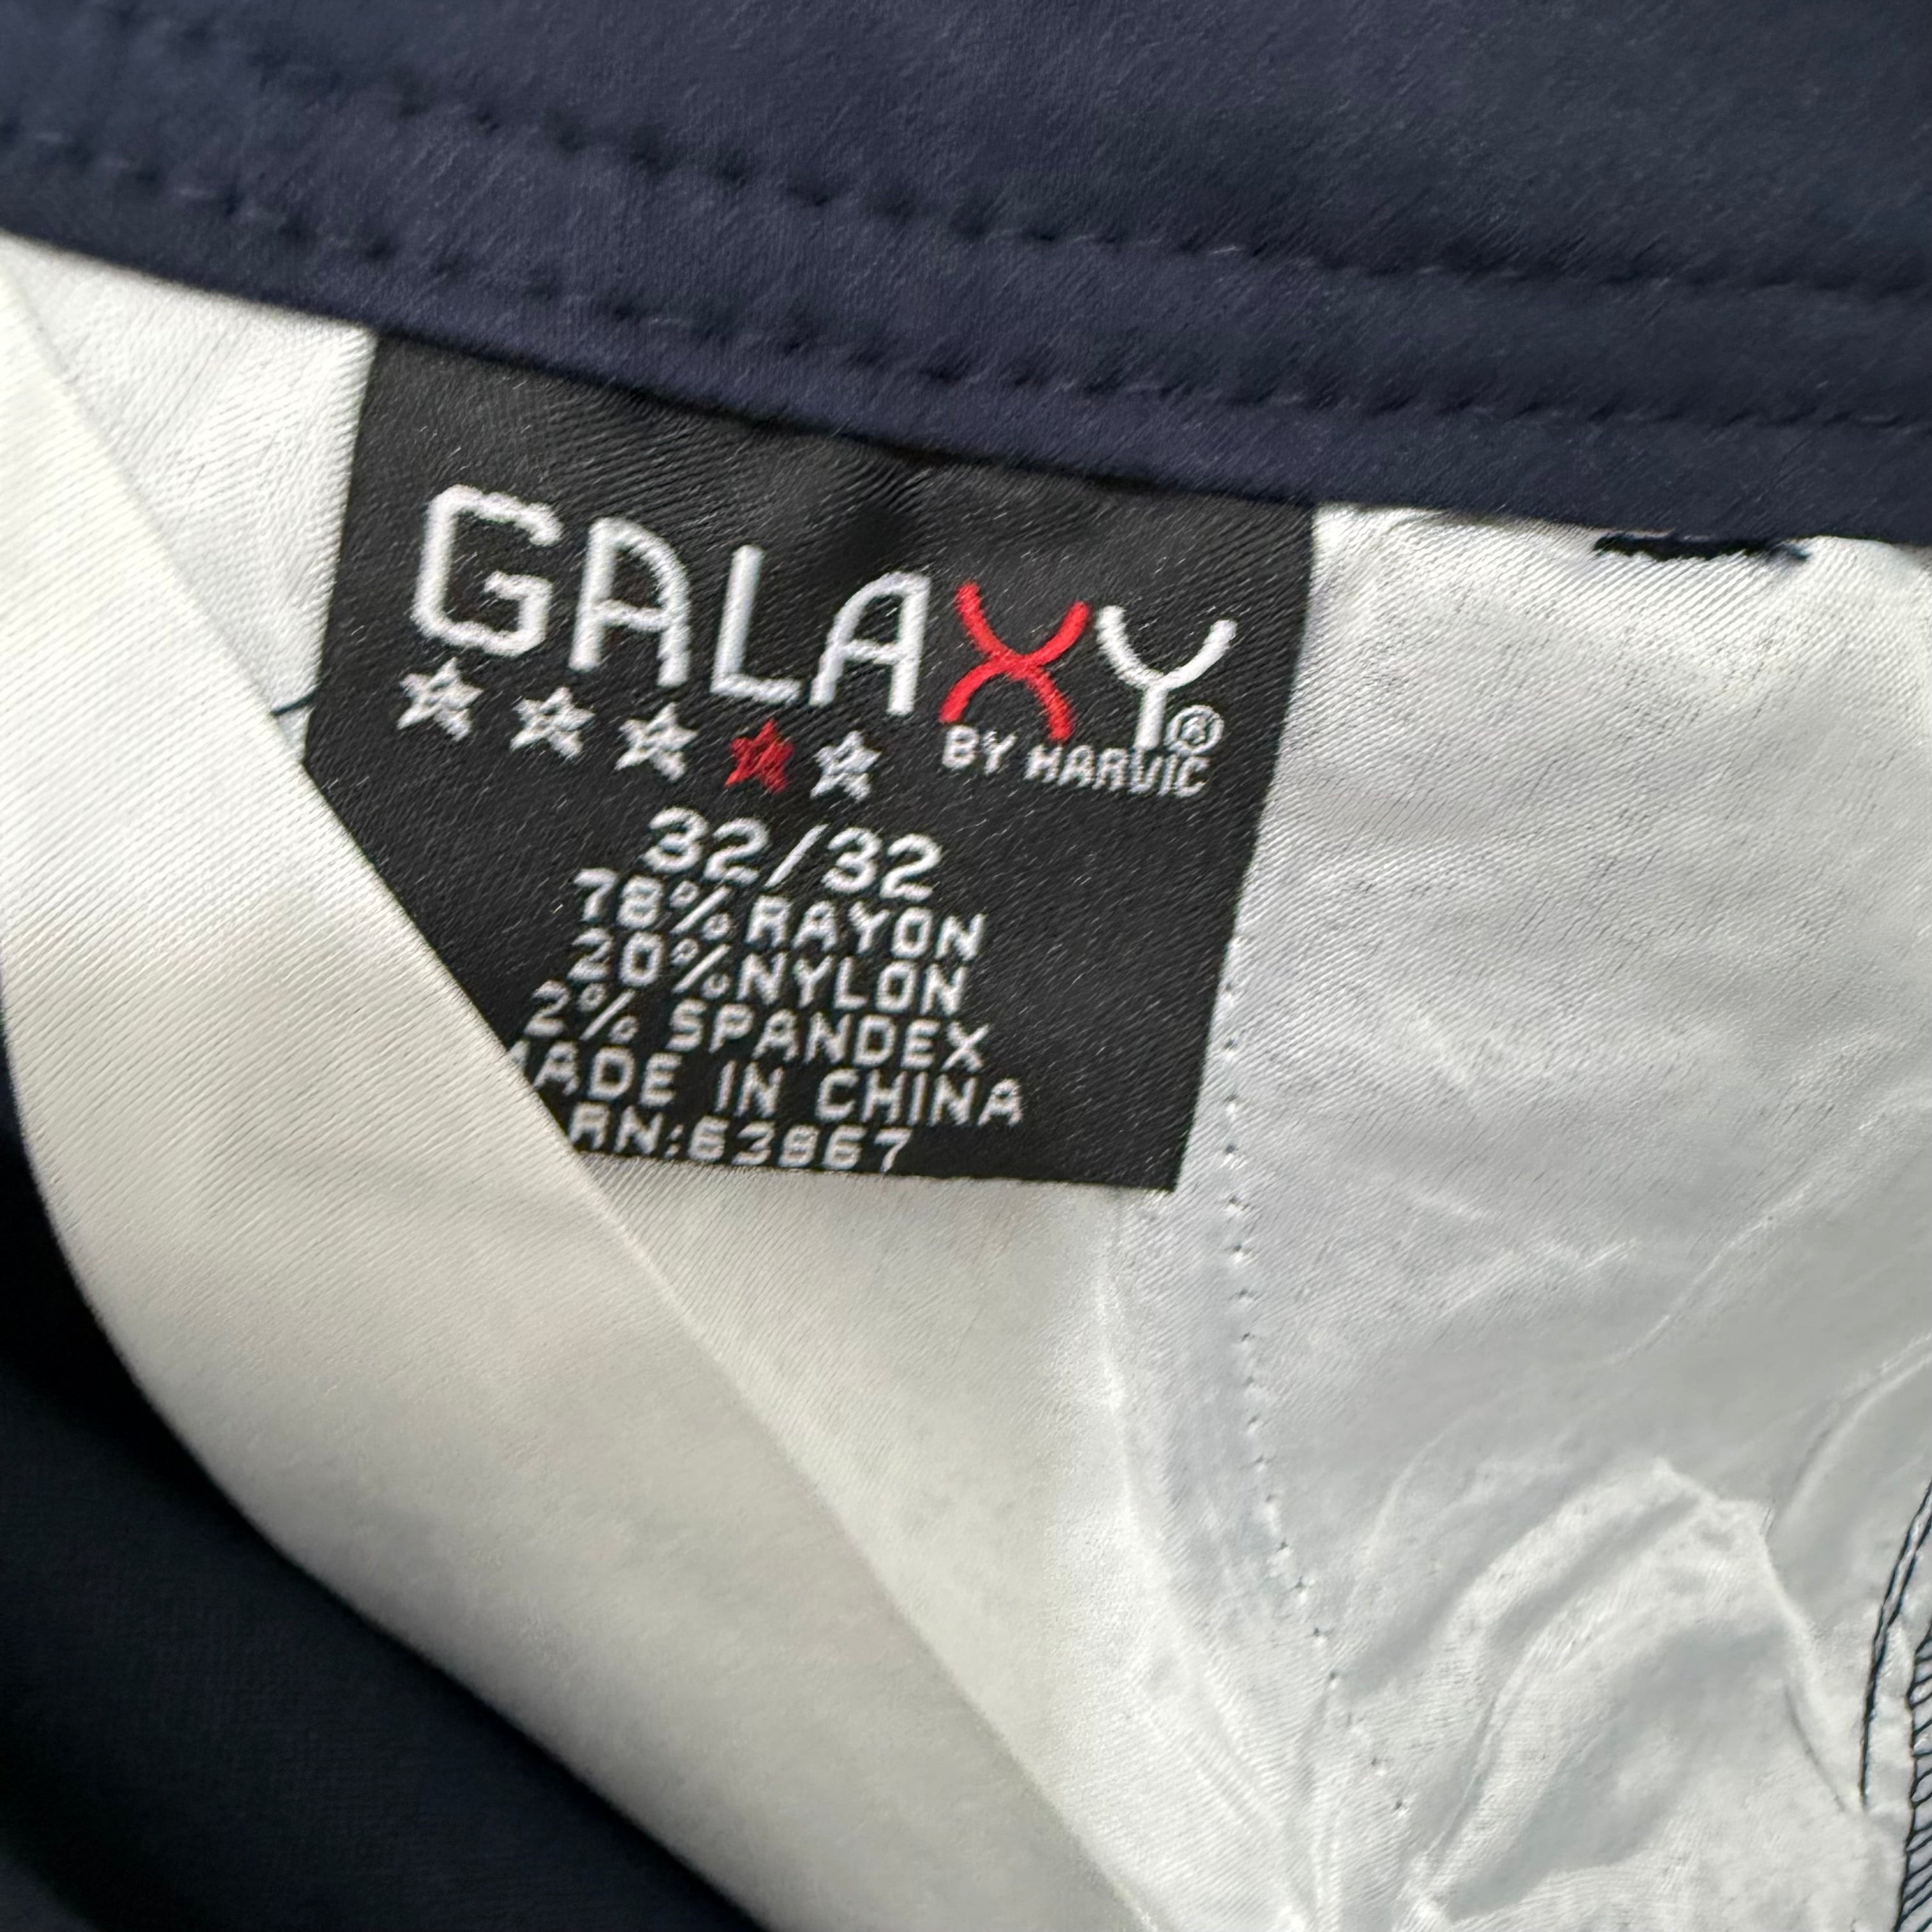 GALAXY®
BY HARVIC
32/32
78% RAYON
20% NYLON
2% SPANDEX
MADE IN CHINA
RN:63867